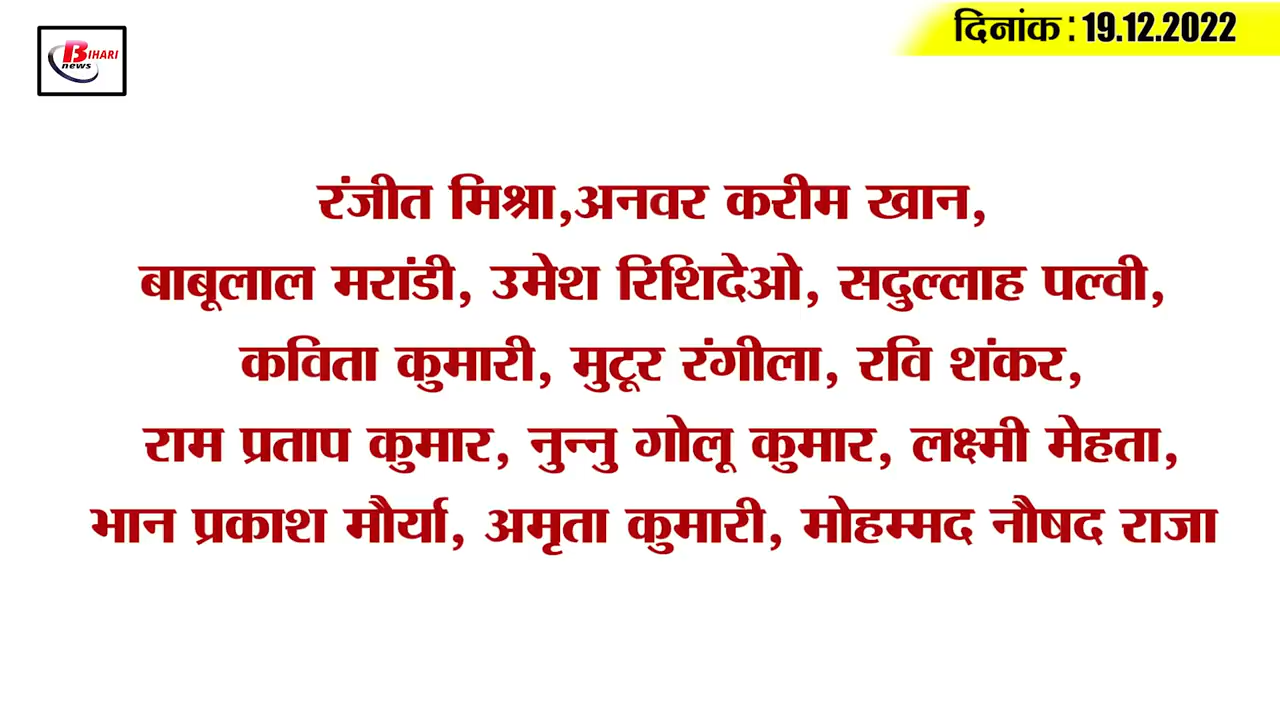 BIHARI
news
दिनांक : 19.12.2022
रंजीत मिश्रा,अनवर करीम खान,
बाबूलाल मरांडी, उमेश रिशिदेओ, सदुल्लाह पल्वी,
कविता कुमारी, मुटूर रंगीला, रवि शंकर,
राम प्रताप कुमार, नुन्नु गोलू कुमार, लक्ष्मी मेहता,
भान प्रकाश मौर्या, अमृता कुमारी, मोहम्मद नौषद राजा